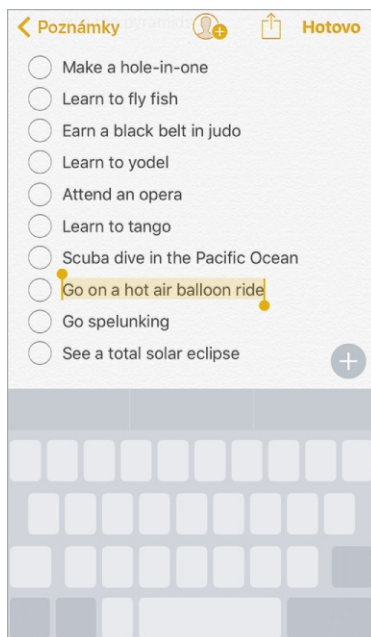 Poznámky
Hotovo
Make a hole-in-one
Learn to fly fish
Earn a black belt in judo
Learn to yodel
Attend an opera
Learn to tango
Scuba dive in the Pacific Ocean
Go on a hot air balloon ride
Go spelunking
See a total solar eclipse